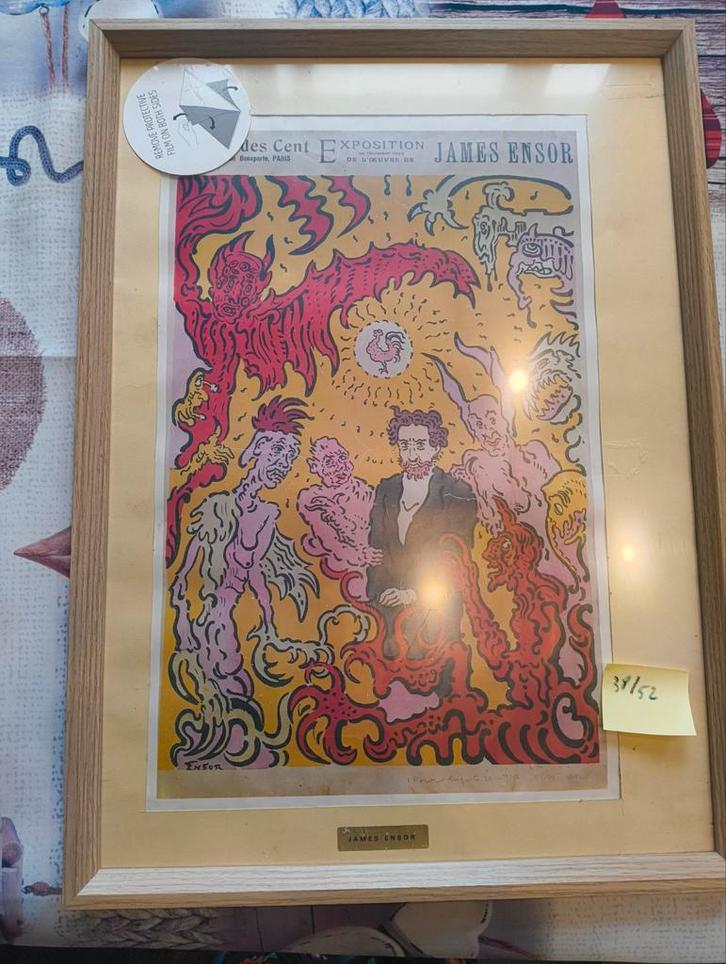 REMOVE PROTECTIVE
FILM ON BOTH SIDES
des Cent
Bonaparte, PARIS
EXPOSITION
DE L'ŒUVRE DE
JAMES ENSOR
38/52
ENSOR
JAMES ENSOR